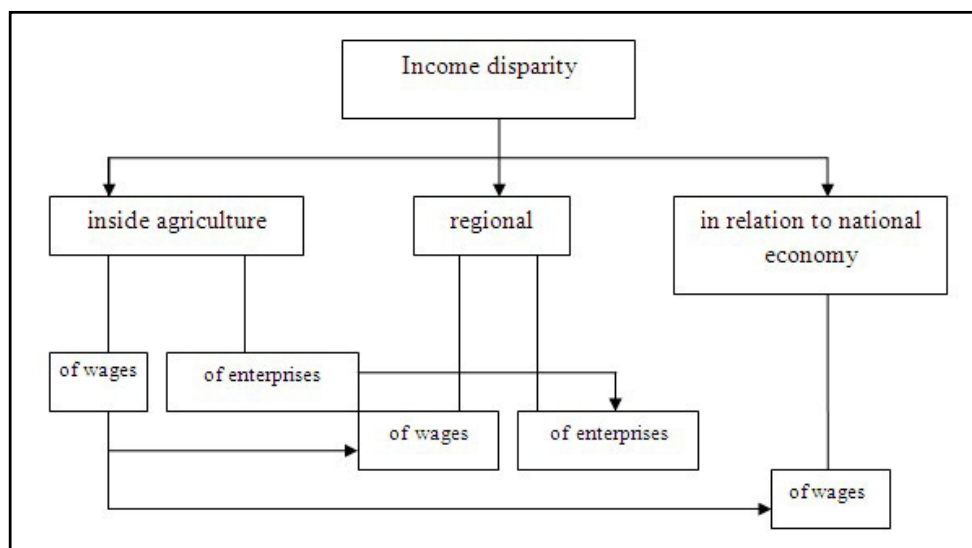 Income disparity
inside agriculture
regional
in relation to national
economy
of wages
of enterprises
of wages
of enterprises
of wages